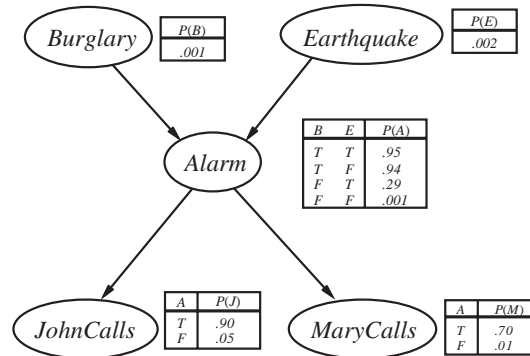 Burglary
P(B)
.001
Earthquake
P(E)
.002
Alarm
B E P(A)
T T .95
T F .94
F T .29
F F .001
JohnCalls
A P(J)
T .90
F .05
MaryCalls
A P(M)
T .70
F .01